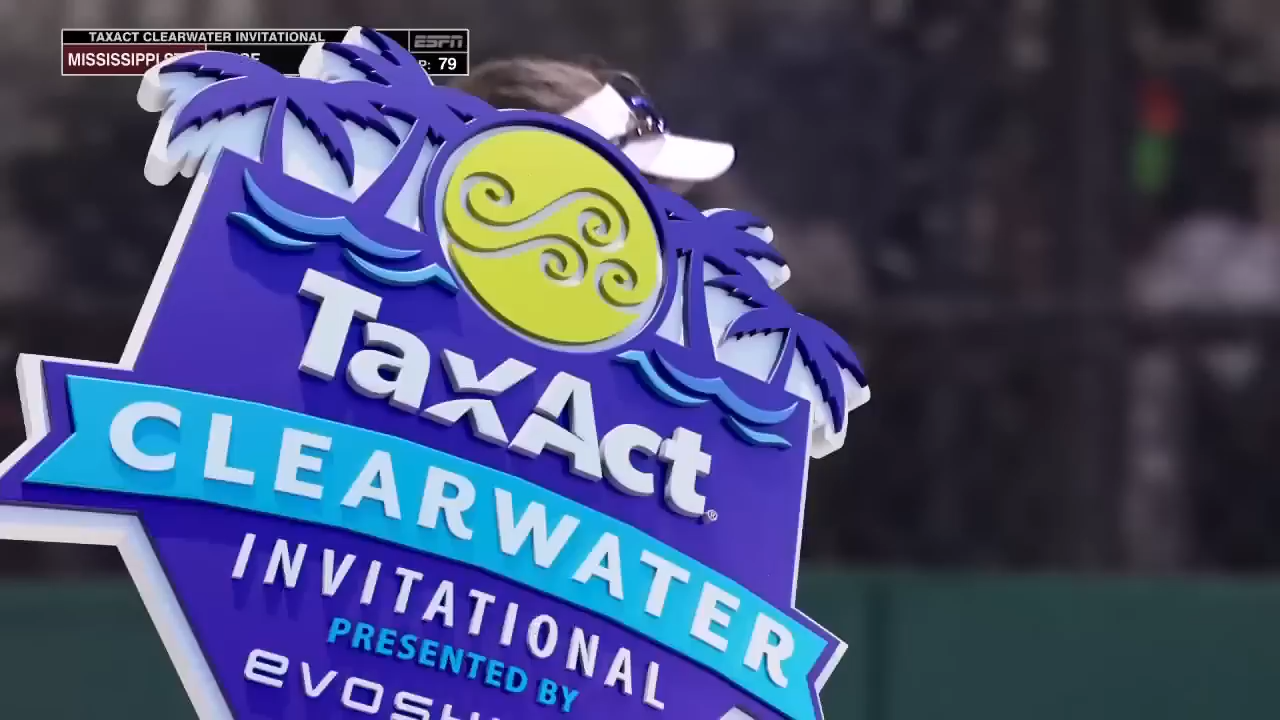 TAXACT CLEARWATER INVITATIONAL
ESPN
79
TaxAct
CLEARWATER
INVITATIONAL
PRESENTED BY